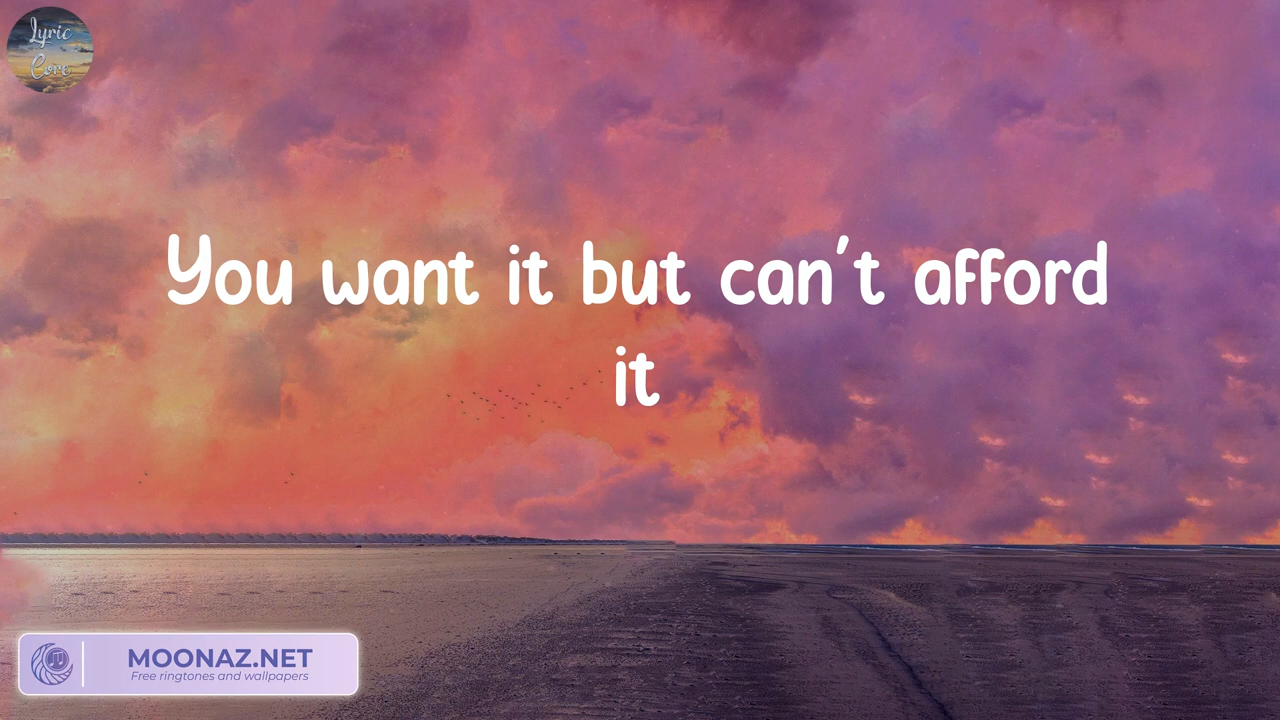 Lyric
Core
You want it but can't afford
it
MOONAZ.NET
Free ringtones and wallpapers